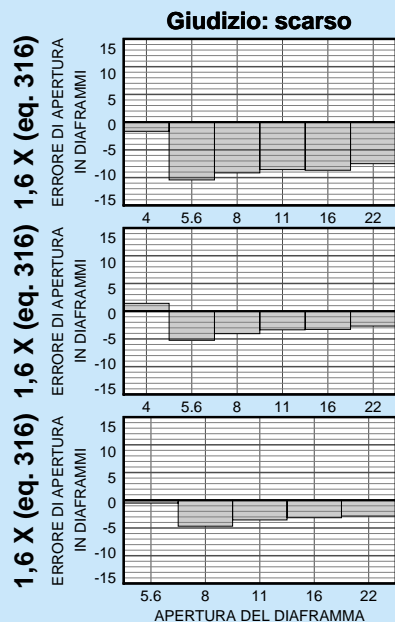 Giudizio: scarso
1,6 X (eq. 316)
ERRORE DI APERTURA
IN DIAFRAMMI
15
10
5
0
-5
-10
-15
4 5.6 8 11 16 22
1,6 X (eq. 316)
ERRORE DI APERTURA
IN DIAFRAMMI
15
10
5
0
-5
-10
-15
4 5.6 8 11 16 22
1,6 X (eq. 316)
ERRORE DI APERTURA
IN DIAFRAMMI
15
10
5
0
-5
-10
-15
5.6 8 11 16 22
APERTURA DEL DIAFRAMMA